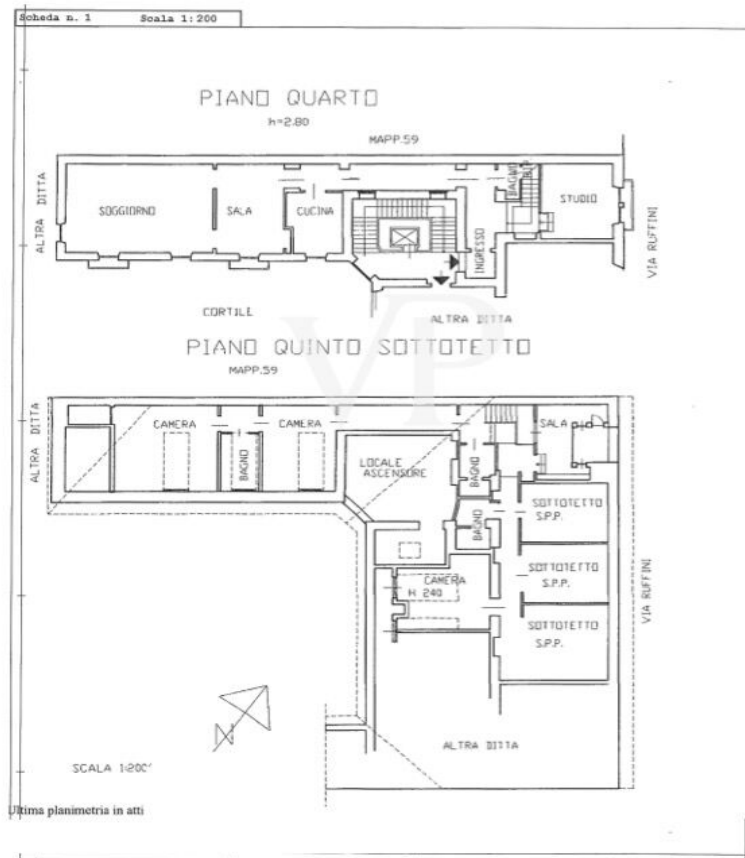 Scheda n. 1 Scala 1:200
PIANO QUARTO
h=2.80
MAPP.59
ALTRA DITTA
SOGGIORNO
SALA
CUCINA
INGRESSO
BAGNO
RIP
STUDIO
VIA RUFFINI
CORTILE
ALTRA DITTA
VP
PIANO QUINTO SOTTOTETTO
MAPP.59
ALTRA DITTA
CAMERA
BAGNO
CAMERA
LOCALE
ASCENSORE
BAGNO
SALA
BAGNO
SOTTOTETTO
S.P.P.
CAMERA
H 240
SOTTOTETTO
S.P.P.
SOTTOTETTO
S.P.P.
VIA RUFFINI
N
ALTRA DITTA
SCALA 1:200
Ultima planimetria in atti